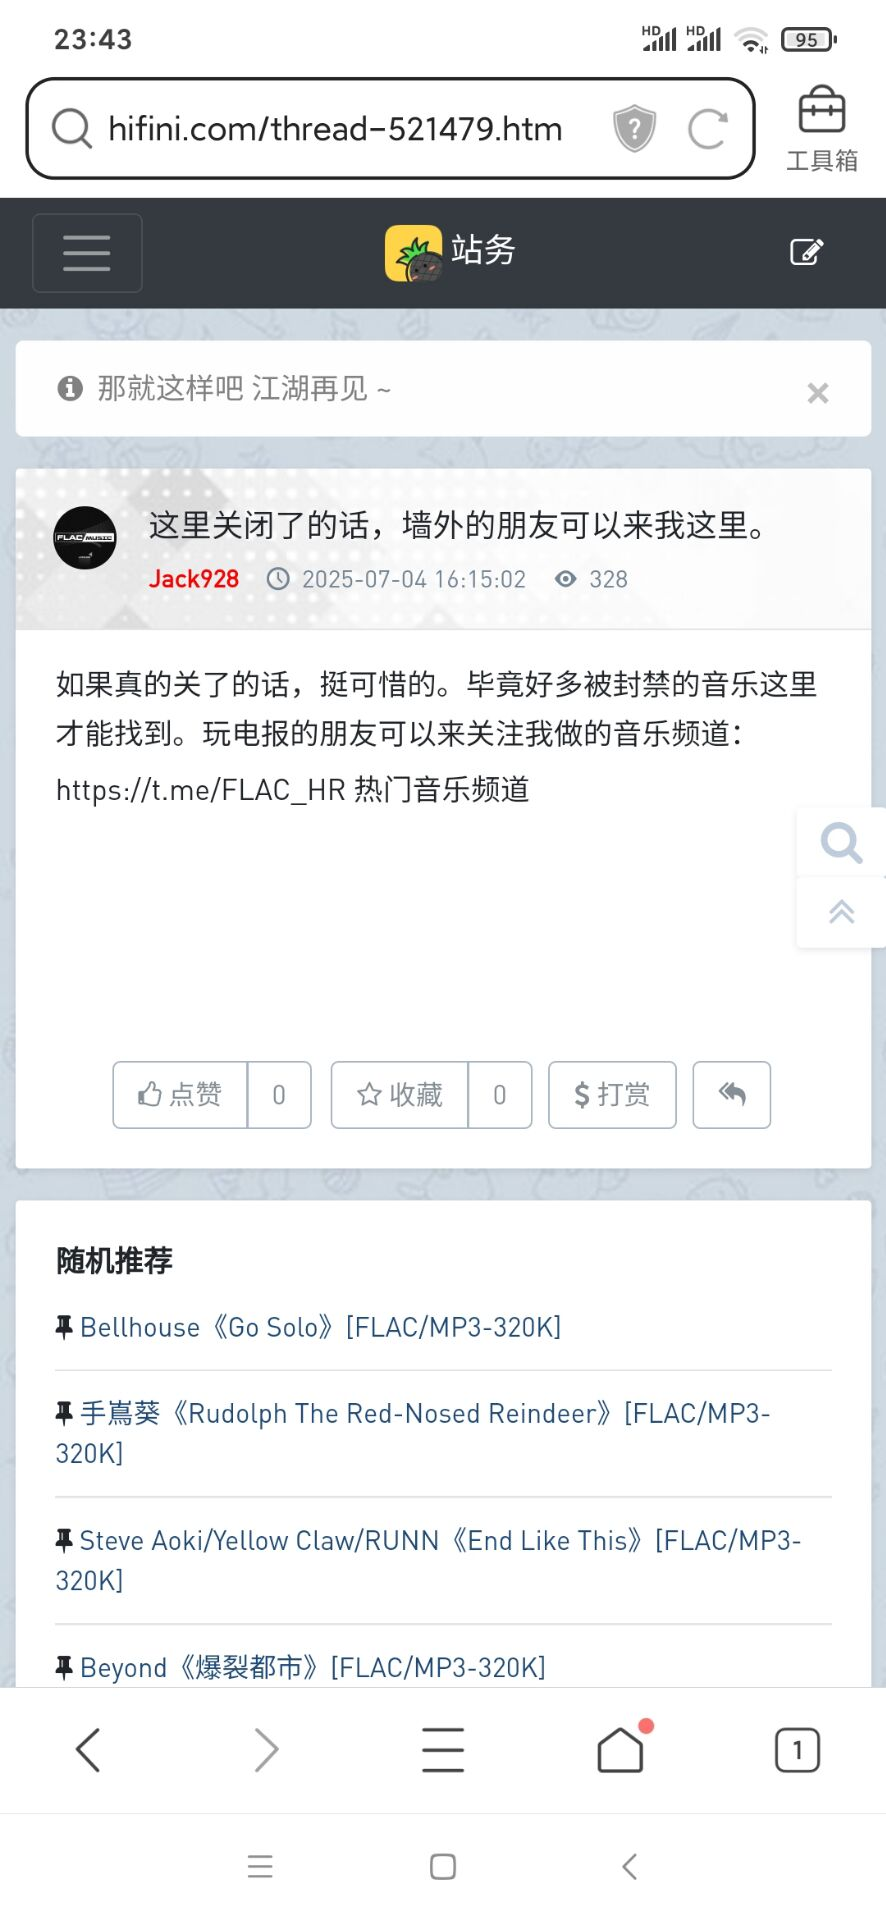 23:43
HD HD 95
hifini.com/thread-521479.htm
工具箱
站务
那就这样吧 江湖再见 ~
这里关闭了的话，墙外的朋友可以来我这里。
FLAC MUSIC
Jack928 2025-07-04 16:15:02 328
如果真的关了的话，挺可惜的。毕竟好多被封禁的音乐这里
才能找到。玩电报的朋友可以来关注我做的音乐频道：
https://t.me/FLAC_HR 热门音乐频道
点赞 0 收藏 0 $ 打赏
随机推荐
Bellhouse《Go Solo》[FLAC/MP3-320K]
手嶌葵《Rudolph The Red-Nosed Reindeer》[FLAC/MP3-
320K]
Steve Aoki/Yellow Claw/RUNN《End Like This》[FLAC/MP3-
320K]
Beyond《爆裂都市》[FLAC/MP3-320K]
1